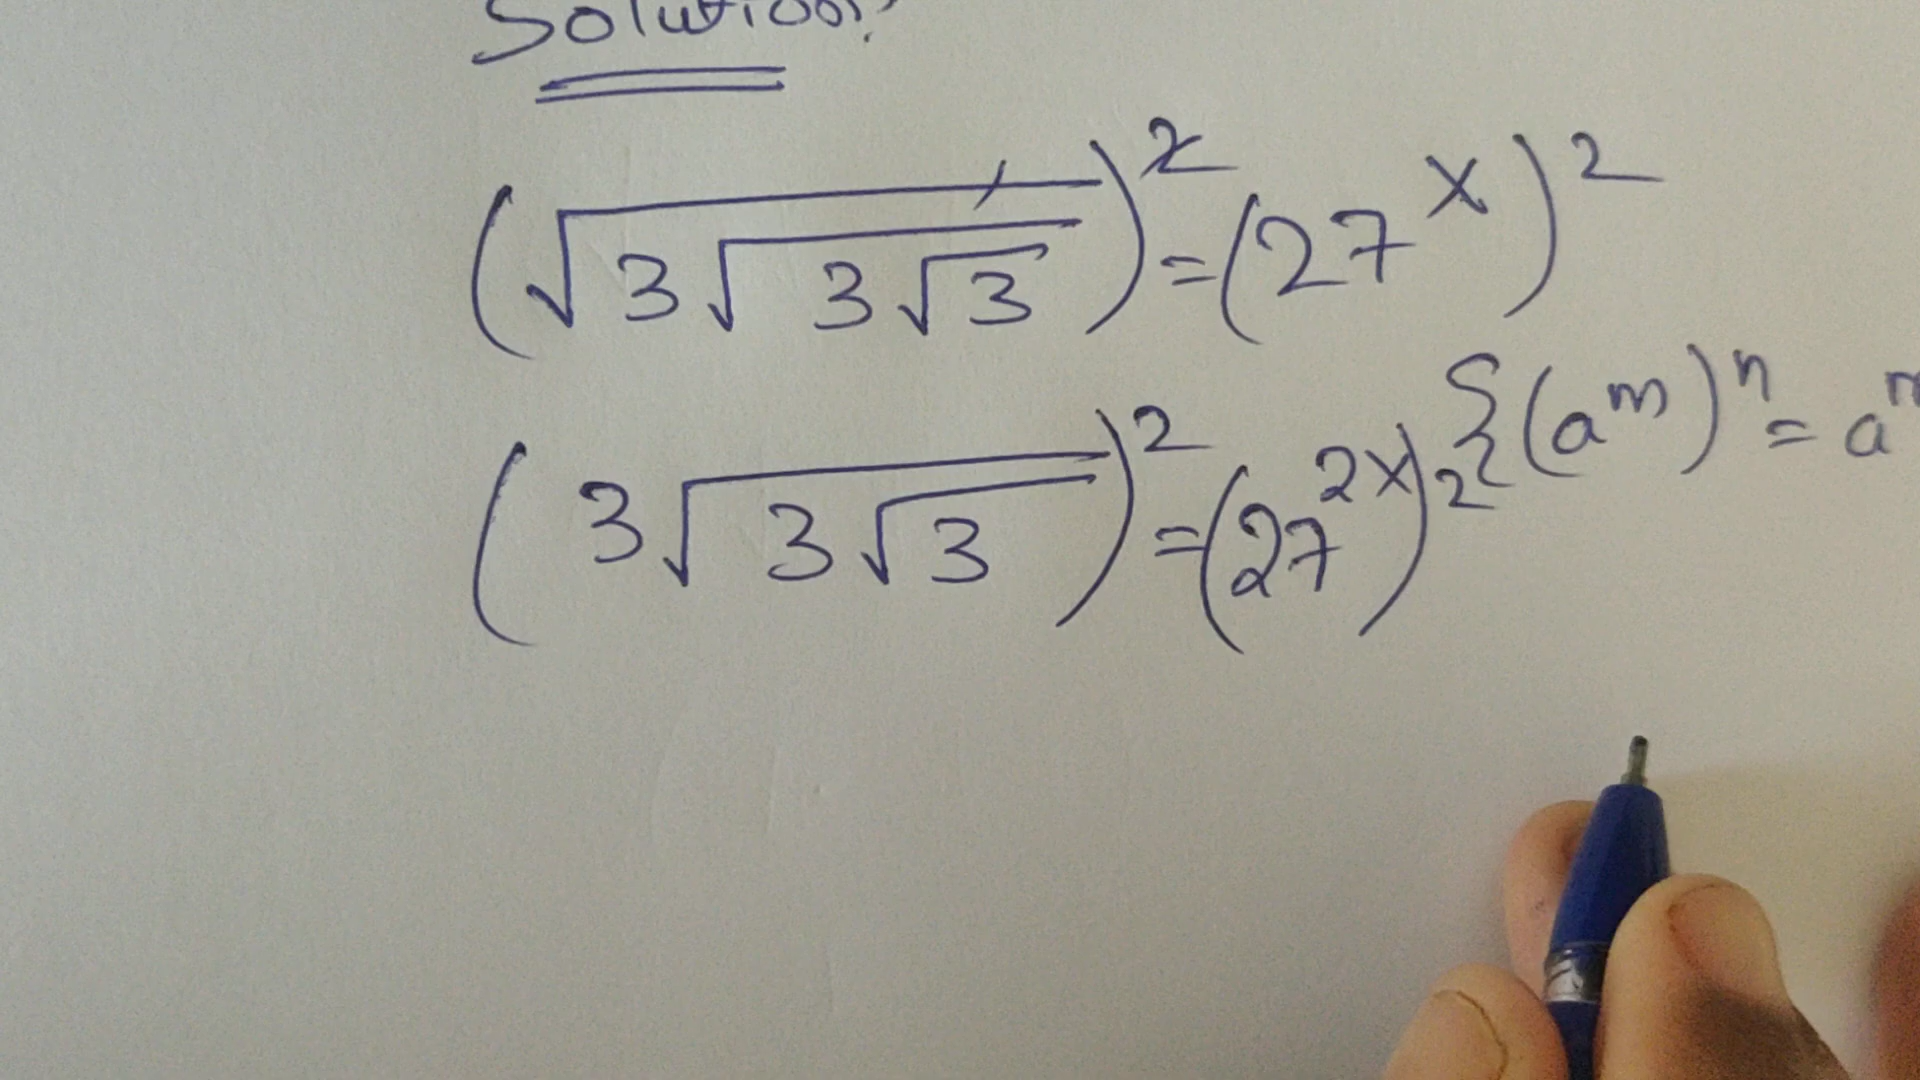 Solution:
(√3√3√3)² = (27^x)²
(3√3√3)² = (27^2x)² {(a^m)^n = a^m